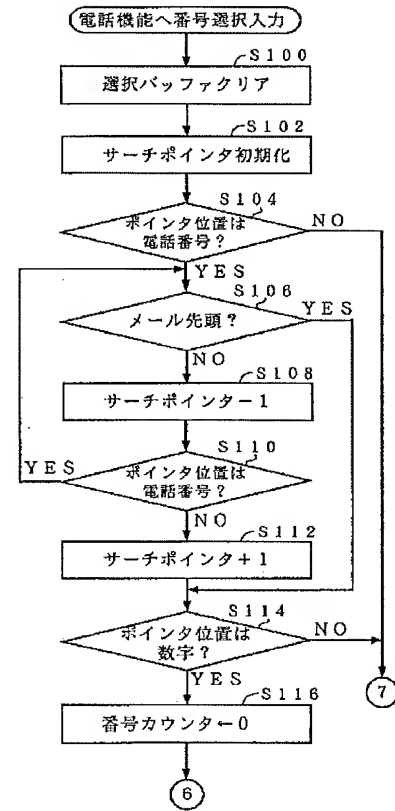 電話機能へ番号選択入力
S100
選択バッファクリア
S102
サーチポインタ初期化
S104
ポインタ位置は
電話番号?
NO
YES
S106
メール先頭?
YES
NO
S108
サーチポインター1
S110
YES
ポインタ位置は
電話番号?
NO
S112
サーチポインタ+1
S114
ポインタ位置は
数字?
NO
YES
S116
7
番号カウンタ←0
6